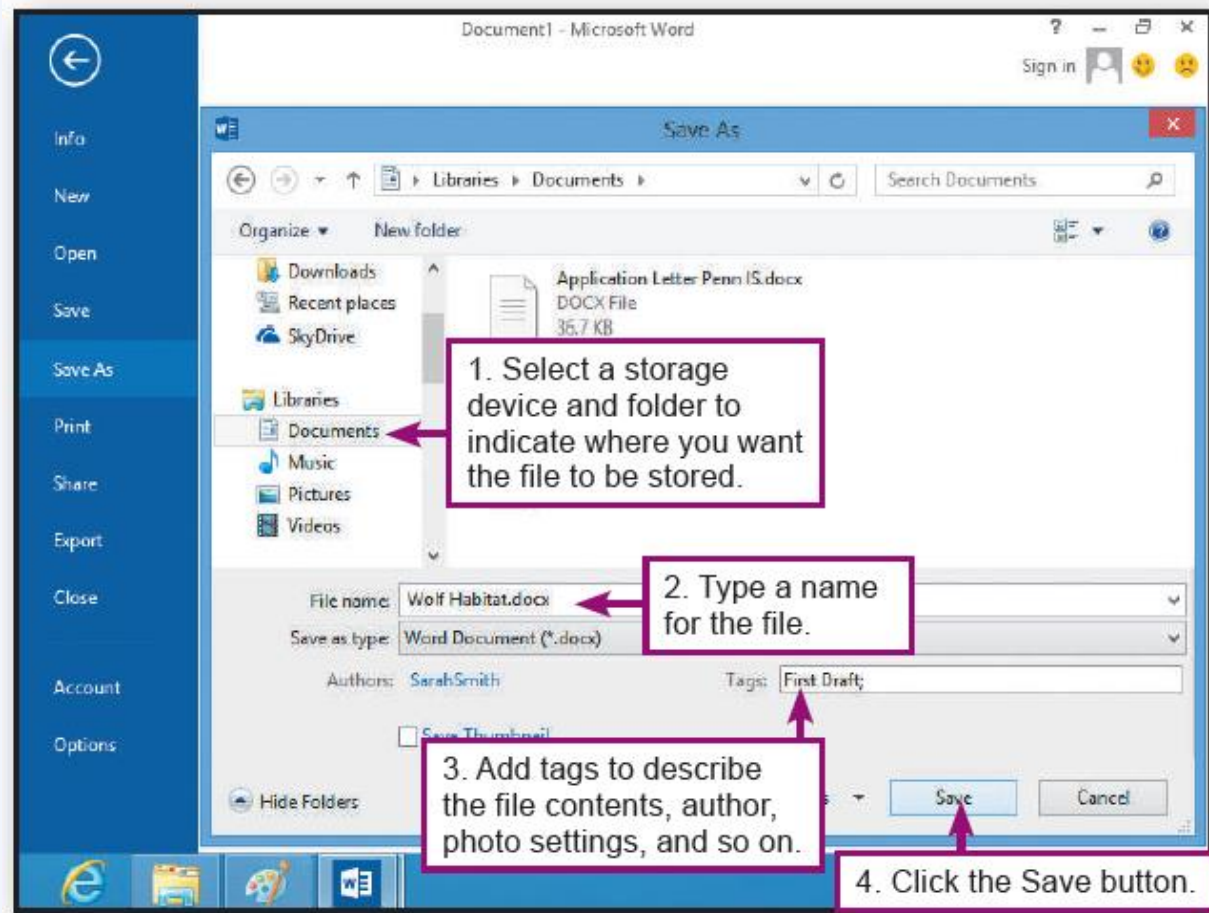 Document1 - Microsoft Word
?
Sign in
Info
New
Open
Save
Save As
Print
Share
Export
Close
Account
Options
Save As
Libraries Documents
Search Documents
Organize New folder
Downloads
Recent places
SkyDrive
Libraries
Documents
Music
Pictures
Videos
Application Letter Penn IS.docx
DOCX File
36.7 KB
1. Select a storage
device and folder to
indicate where you want
the file to be stored.
File name: Wolf Habitat.docx
2. Type a name
for the file.
Save as type: Word Document (*.docx)
Authors: SarahSmith Tags: First Draft;
Save Thumbnail
3. Add tags to describe
the file contents, author,
photo settings, and so on.
Hide Folders
Save Cancel
4. Click the Save button.